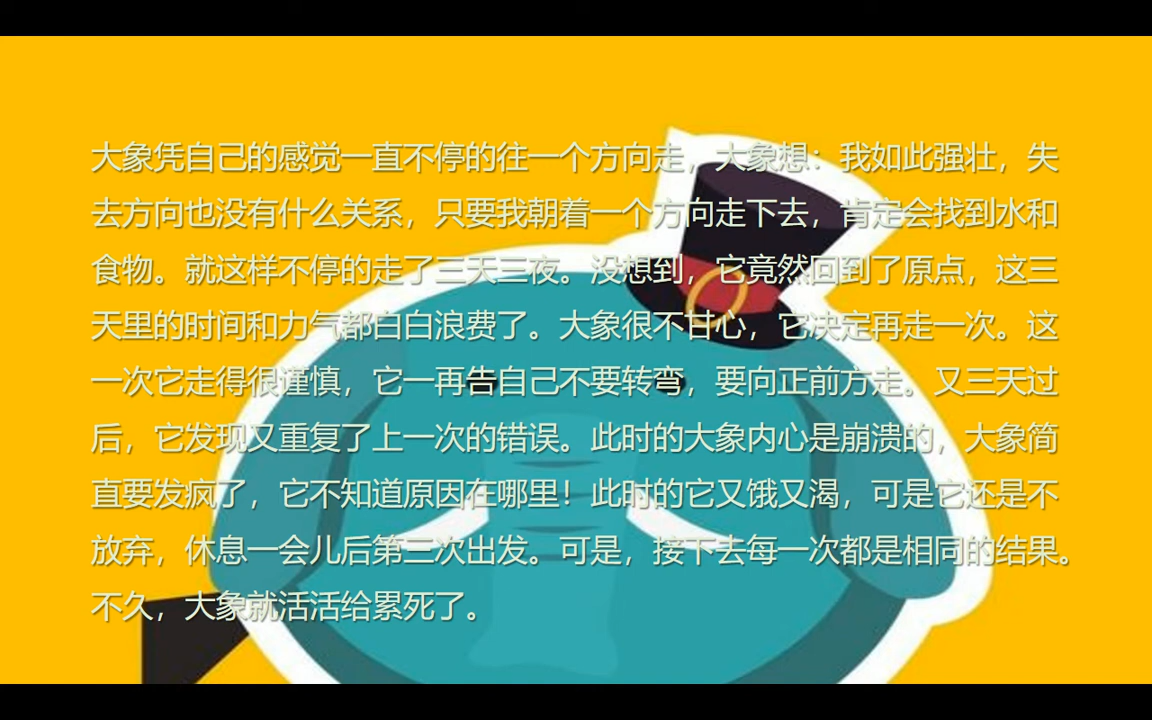 大象凭自己的感觉一直不停的往一个方向走，大象想：我如此强壮，失
去方向也没有什么关系，只要我朝着一个方向走下去，肯定会找到水和
食物。就这样不停的走了三天三夜。没想到，它竟然回到了原点，这三
天里的时间和力气都白白浪费了。大象很不甘心，它决定再走一次。这
一次它走得很谨慎，它一再告自己不要转弯，要向正前方走。又三天过
后，它发现又重复了上一次的错误。此时的大象内心是崩溃的，大象简
直要发疯了，它不知道原因在哪里！此时的它又饿又渴，可是它还是不
放弃，休息一会儿后第三次出发。可是，接下去每一次都是相同的结果。
不久，大象就活活给累死了。